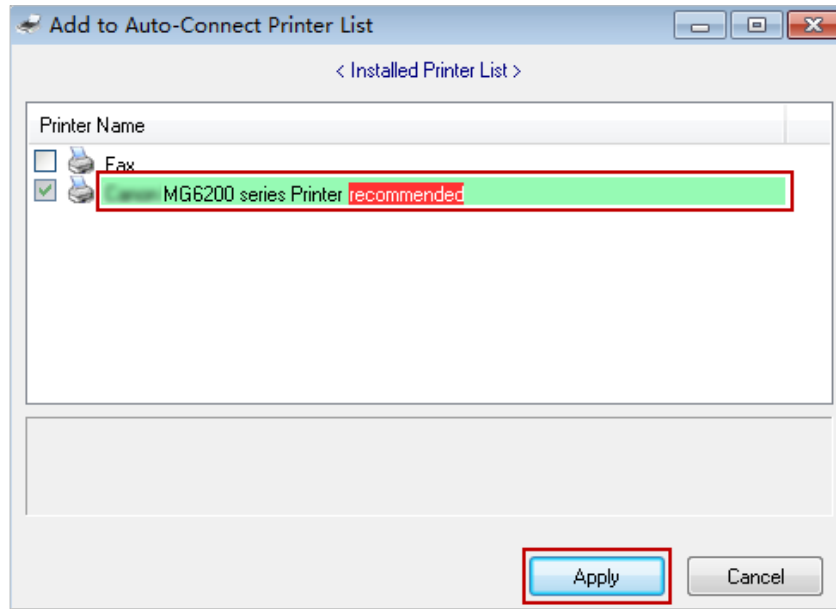 Add to Auto-Connect Printer List
< Installed Printer List >
Printer Name
Fax
MG6200 series Printer recommended
Apply
Cancel